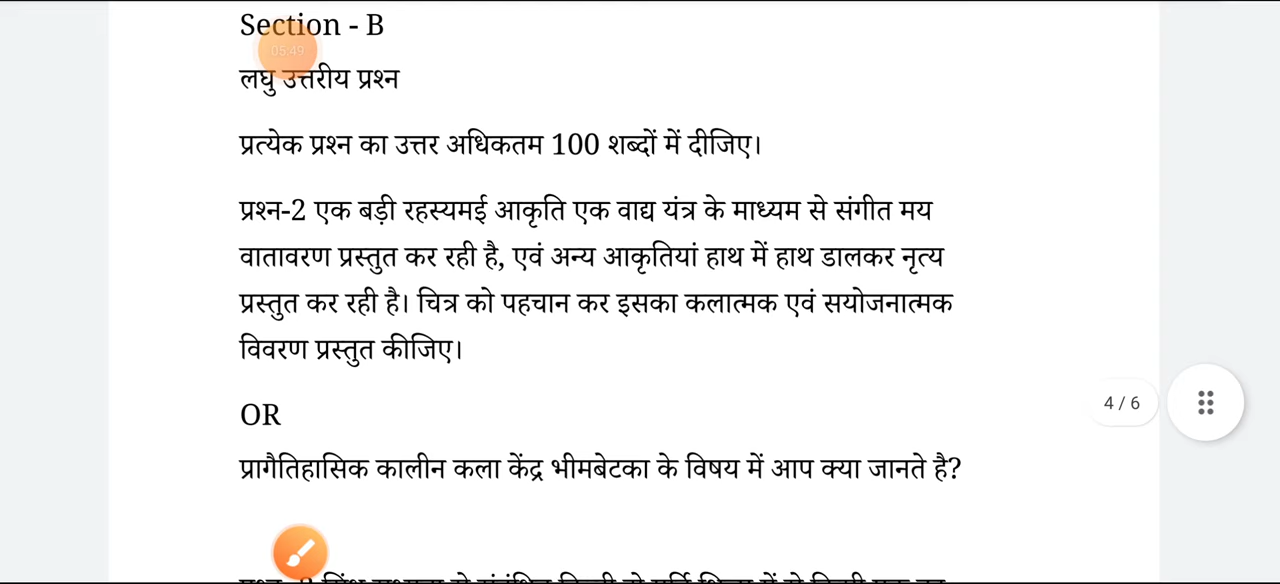 Section - B
05:49
लघु उत्तरीय प्रश्न
प्रत्येक प्रश्न का उत्तर अधिकतम 100 शब्दों में दीजिए।
प्रश्न-2 एक बड़ी रहस्यमई आकृति एक वाद्य यंत्र के माध्यम से संगीत मय
वातावरण प्रस्तुत कर रही है, एवं अन्य आकृतियां हाथ में हाथ डालकर नृत्य
प्रस्तुत कर रही है। चित्र को पहचान कर इसका कलात्मक एवं सयोजनात्मक
विवरण प्रस्तुत कीजिए।
4 / 6
OR
प्रागैतिहासिक कालीन कला केंद्र भीमबेटका के विषय में आप क्या जानते है?